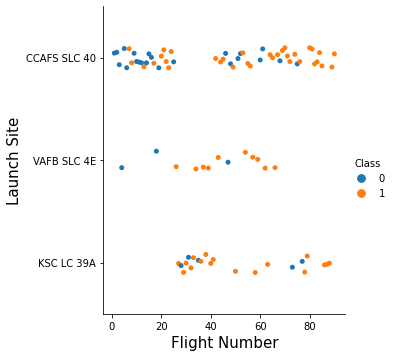 CCAFS SLC 40
VAFB SLC 4E
KSC LC 39A
Launch Site
0
20
40
60
80
Flight Number
Class
0
1